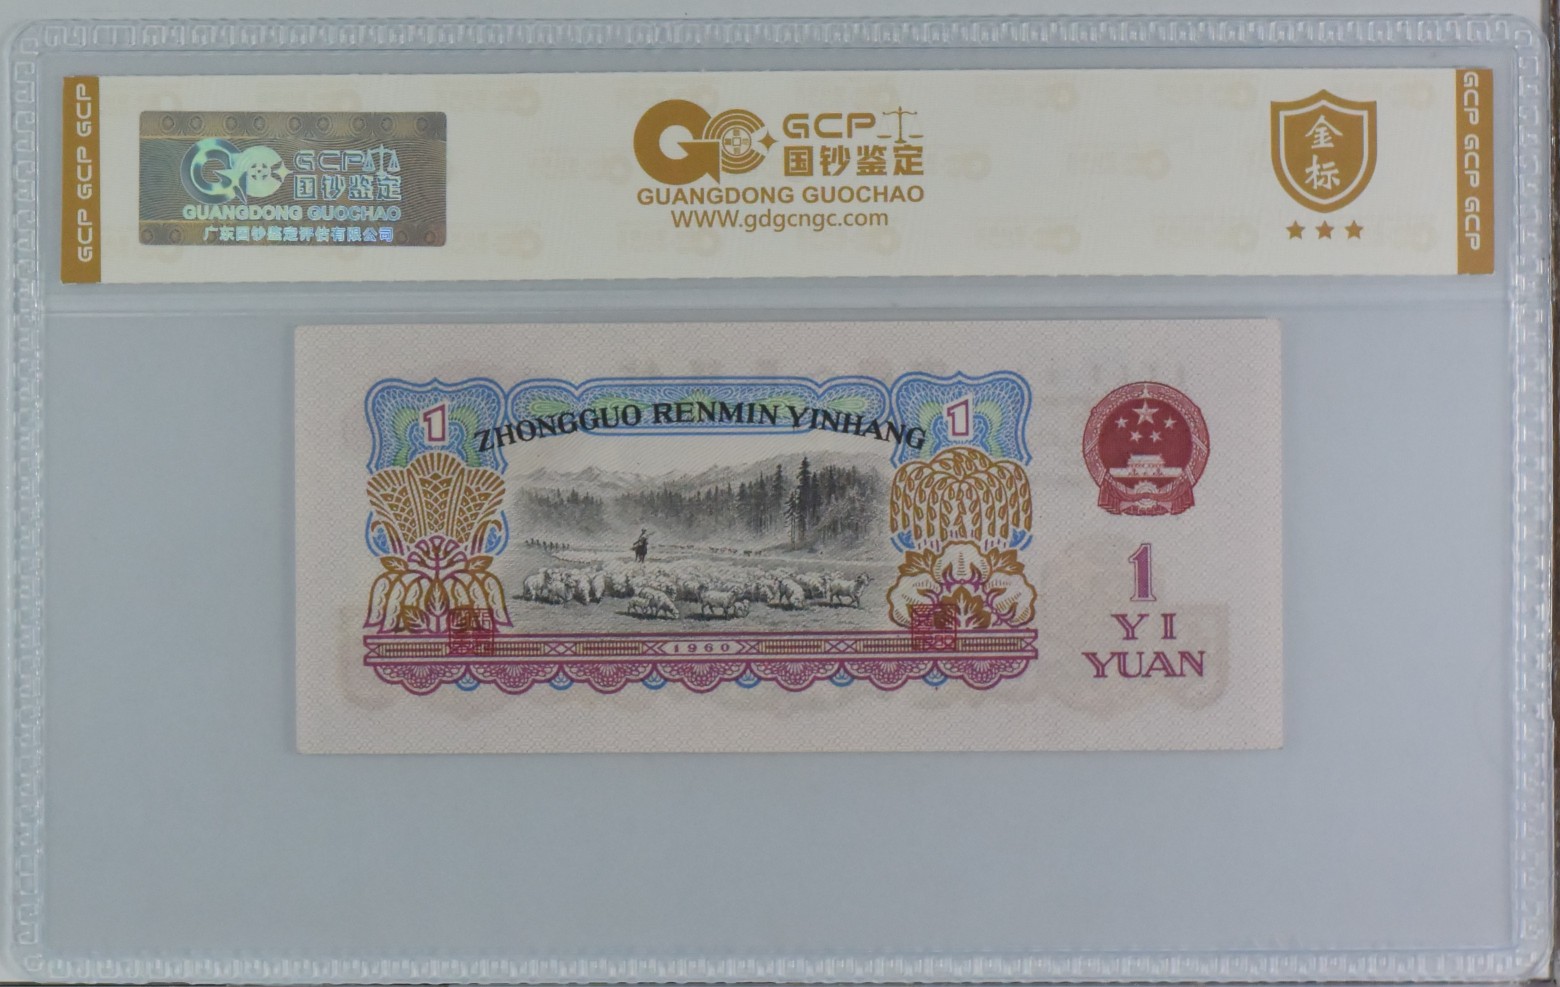 GCP GCP GCP
GCP
国钞鉴定
GUANGDONG GUOCHAO
广东国钞鉴定评估有限公司
GCP
国钞鉴定
GUANGDONG GUOCHAO
WWW.gdgcngc.com
金
标
GCP GCP GCP
ZHONGGUO RENMIN YINHANG
1
1
1960
1
YI
YUAN